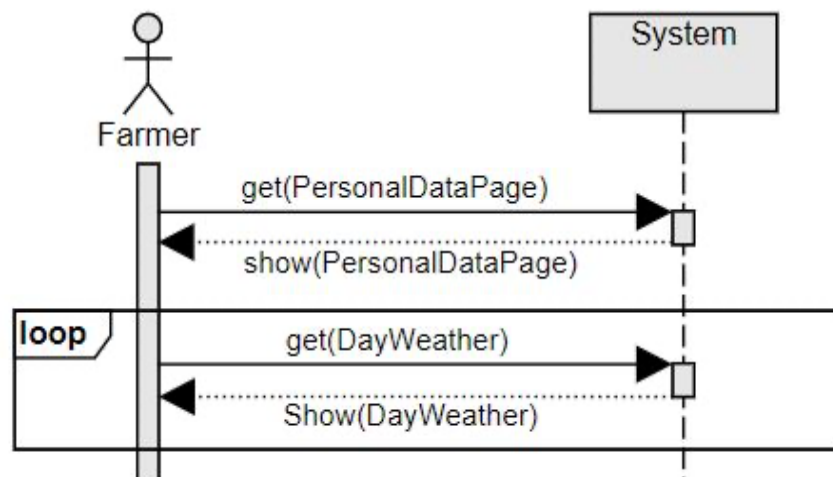 System
Farmer
get(PersonalDataPage)
show(PersonalDataPage)
loop
get(DayWeather)
Show(DayWeather)